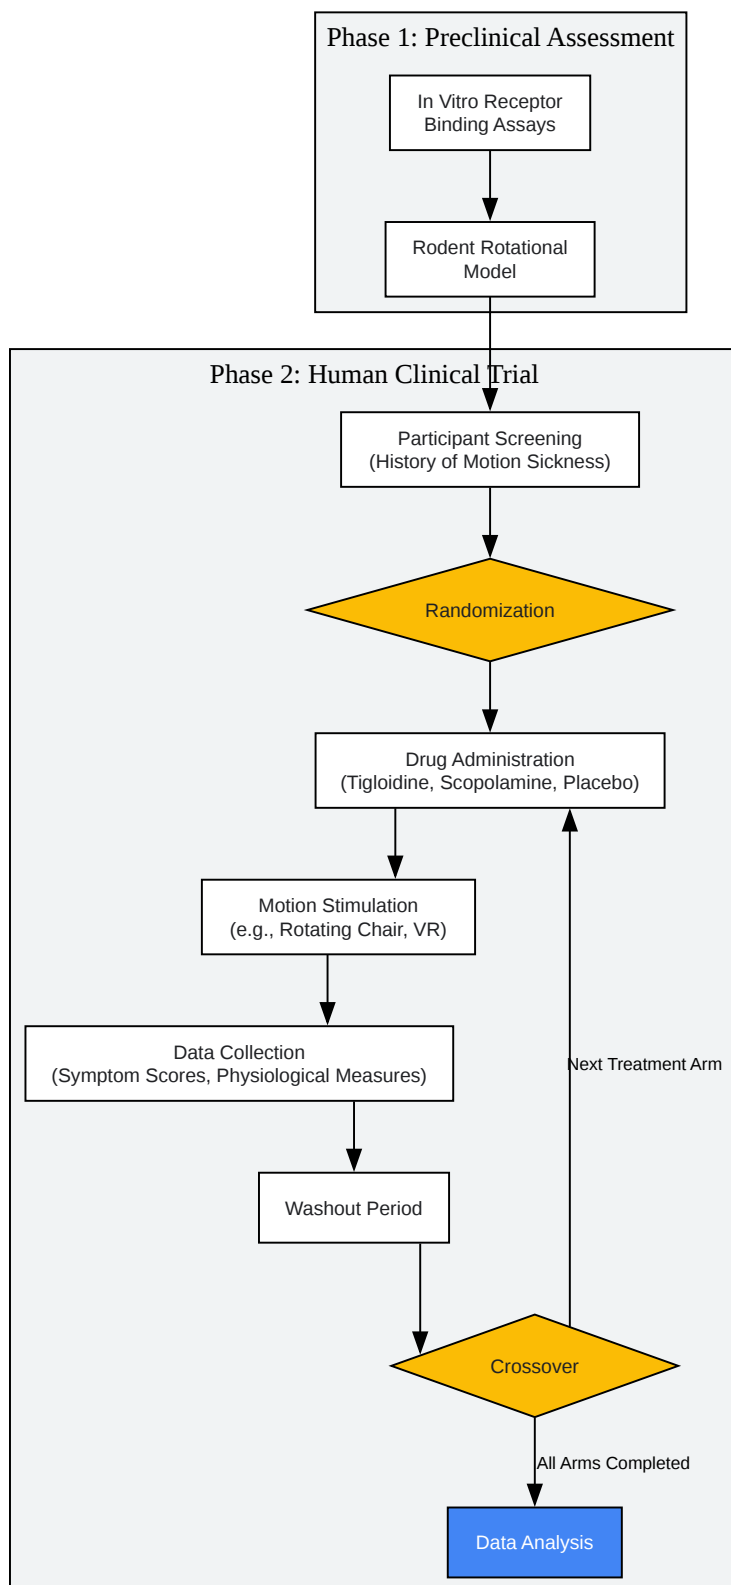 Phase 1: Preclinical Assessment
In Vitro Receptor
Binding Assays
Rodent Rotational
Model
Phase 2: Human Clinical Trial
Participant Screening
(History of Motion Sickness)
Randomization
Drug Administration
(Tigloidine, Scopolamine, Placebo)
Motion Stimulation
(e.g., Rotating Chair, VR)
Data Collection
(Symptom Scores, Physiological Measures)
Next Treatment Arm
Washout Period
Crossover
All Arms Completed
Data Analysis